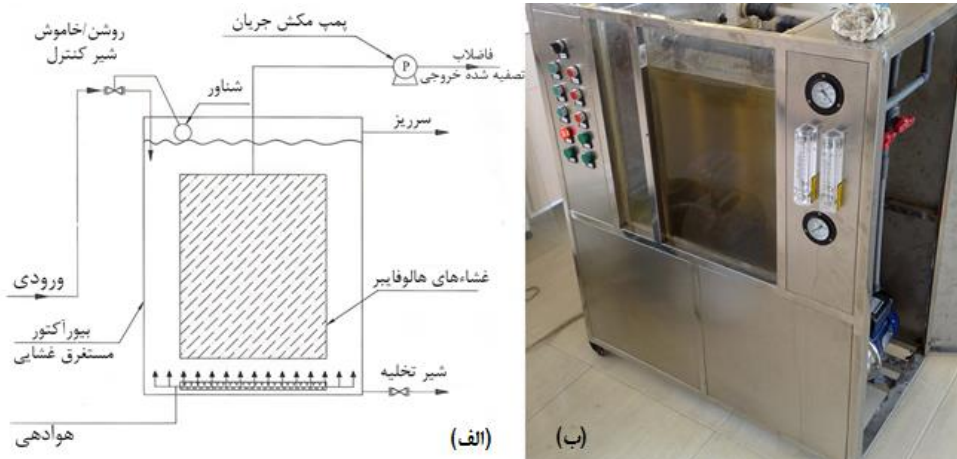 روشن/خاموش
شیر کنترل
پمپ مکش جریان
P
فاضلاب
تصفیه شده خروجی
شناور
سرریز
ورودی
غشاءهای هالوفایبر
بیورآکتور
مستغرق غشایی
شیر تخلیه
هوادهی
(الف)
(ب)